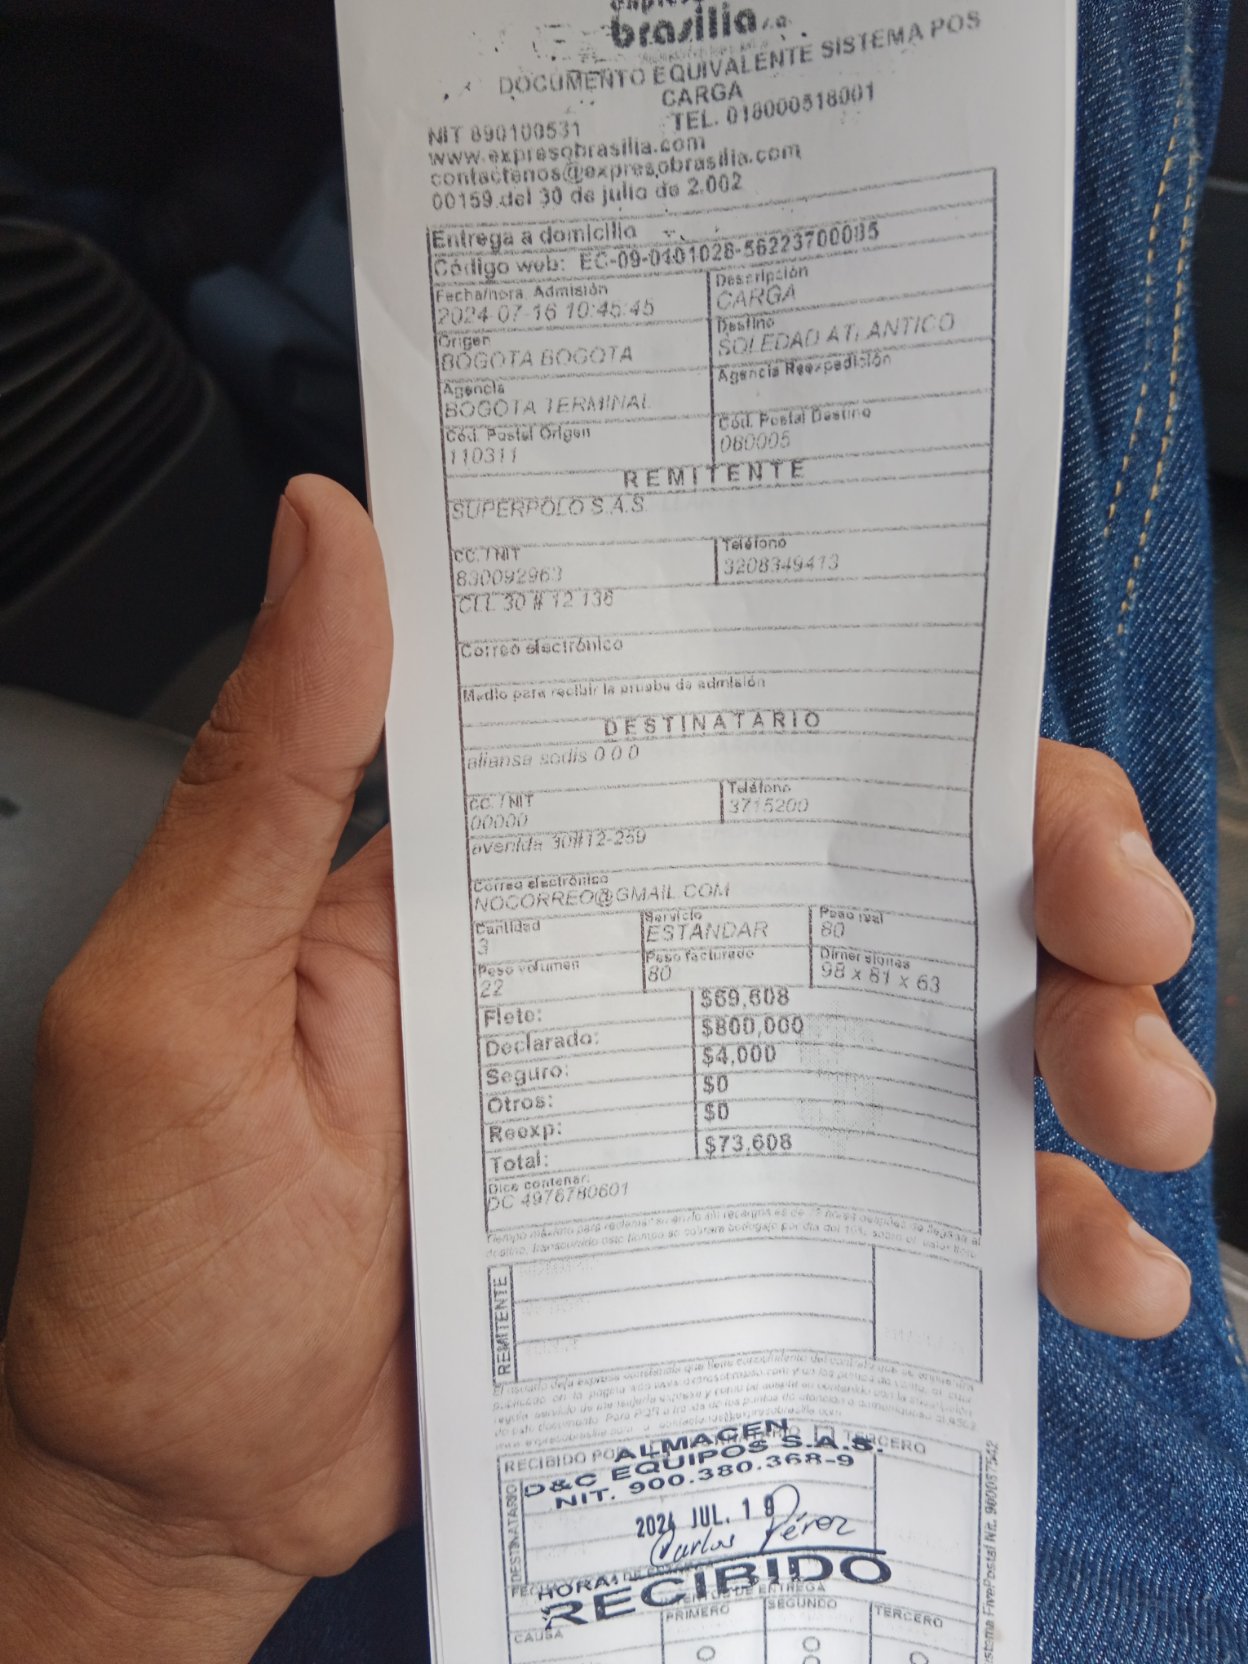 brasilia s.a.
DOCUMENTO EQUIVALENTE SISTEMA POS
CARGA
NIT 890100531 TEL. 018000518001
www.expresobrasilia.com
contactenos@expresobrasilia.com
00159 del 30 de julio de 2.002
Entrega a domicilio
Código web: EC-09-0101028-56223700085
Fecha/hora Admisión Descripción
2024-07-16 10:45:45 CARGA
Origen Destino
BOGOTA BOGOTA SOLEDAD ATLANTICO
Agencia Agencia Reexpedición
BOGOTA TERMINAL
Cód. Postal Origen Cód. Postal Destino
110311 080005
REMITENTE
SUPERPOLO S.A.S.
CC. / NIT Teléfono
830092963 3208349413
CLL 30 # 12 136
Correo electrónico
Medio para recibir la prueba de admisión
DESTINATARIO
aliansa sodis 0 0 0
CC. / NIT Teléfono
00000 3715200
avenida 30#12-259
Correo electrónico
NOCORREO@GMAIL.COM
Cantidad Servicio Peso real
3 ESTANDAR 80
Peso volumen Peso facturado Dimensiones
22 80 98 x 81 x 63
Flete: $69,608
Declarado: $800,000
Seguro: $4,000
Otros: $0
Reexp: $0
Total: $73,608
Dice contener:
DC 4976780601
REMITENTE
RECIBIDO TERCERO
ALMACEN
D&C EQUIPOS S.A.S.
NIT. 900.380.368-9
2024 JUL. 19
Carlos Pérez
HORA:
RECIBIDO
DESTINATARIO
DE ENTREGA
CAUSA PRIMERO SEGUNDO TERCERO